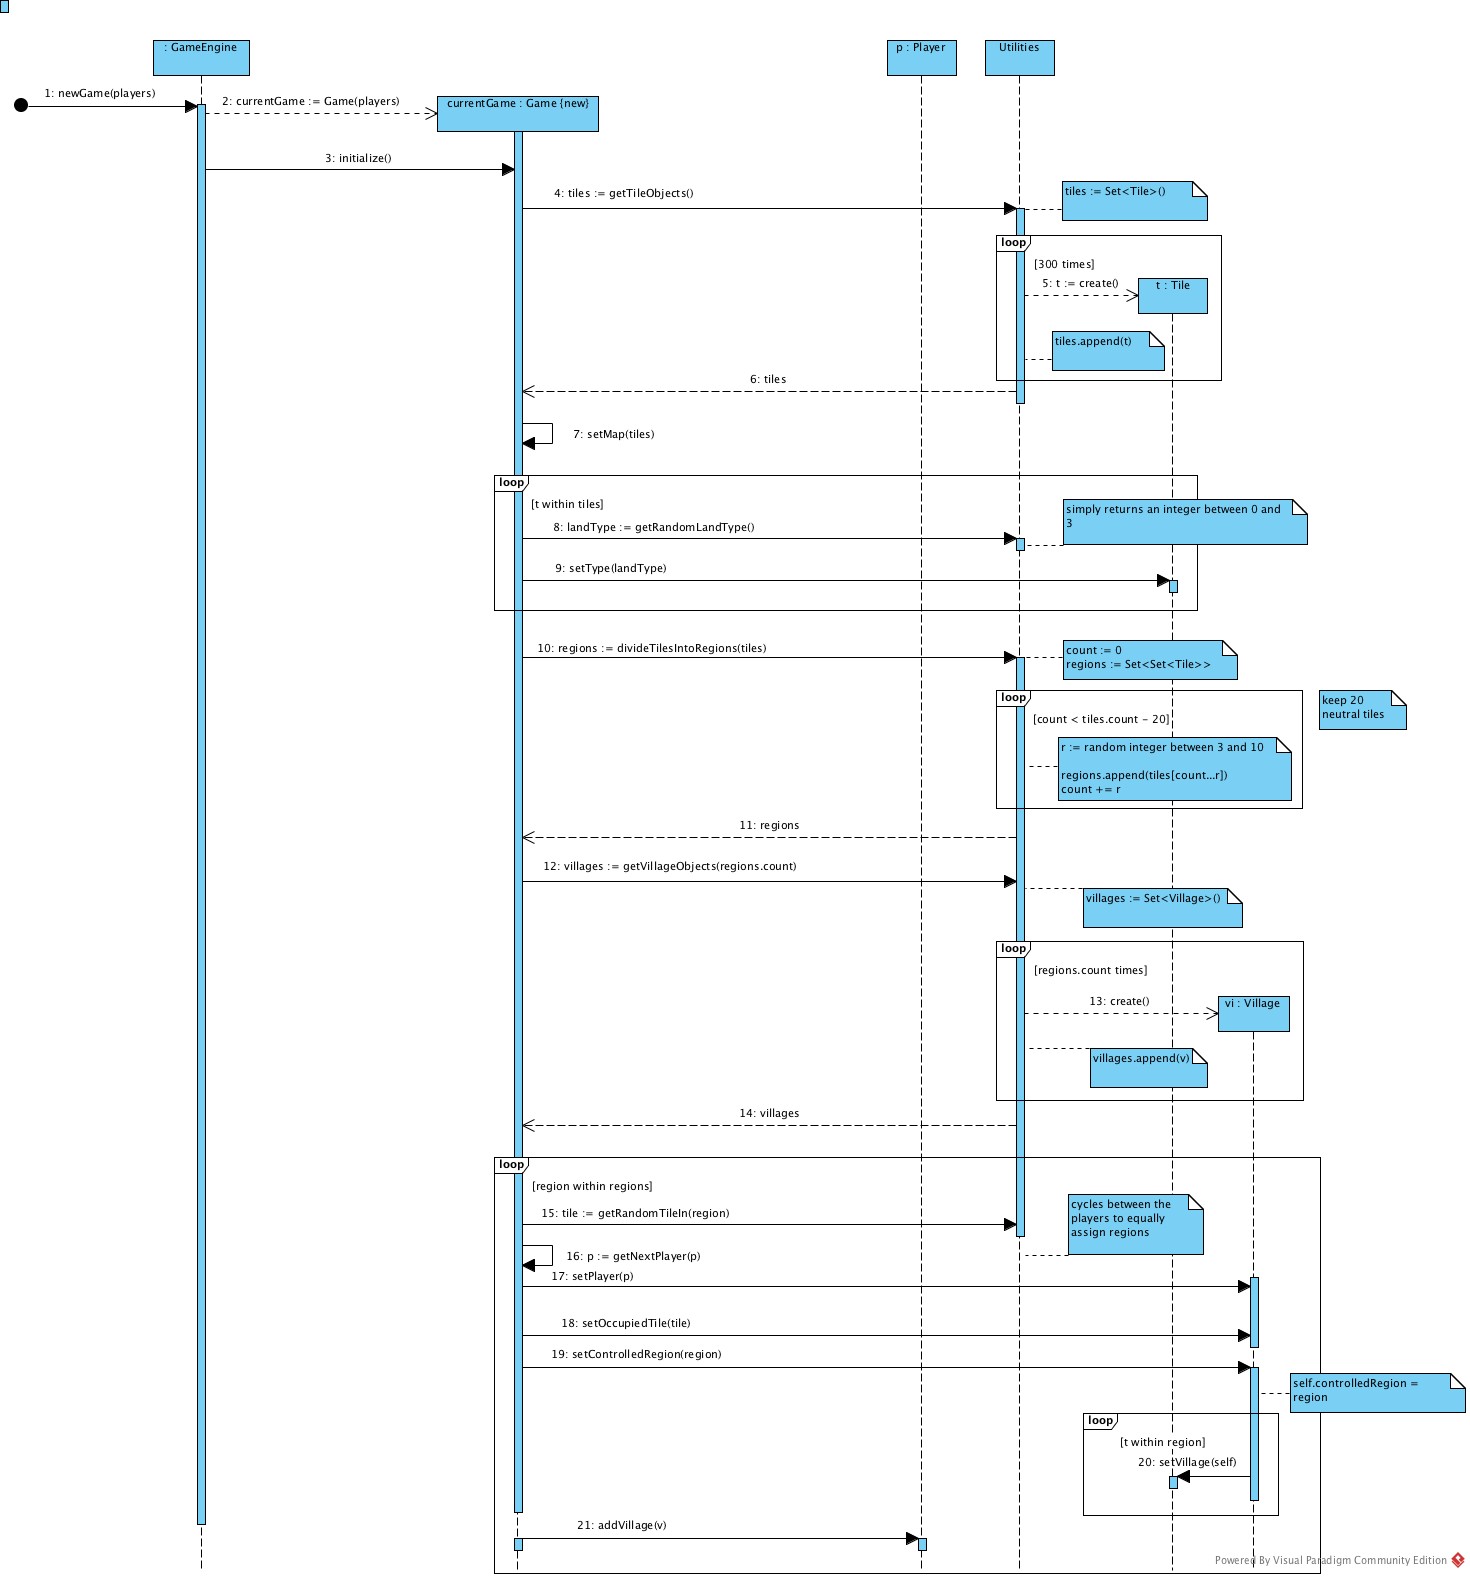 : GameEngine
p : Player
Utilities
1: newGame(players)
2: currentGame := Game(players)
currentGame : Game {new}
3: initialize()
4: tiles := getTileObjects()
tiles := Set<Tile>()
loop
[300 times]
5: t := create()
t : Tile
tiles.append(t)
6: tiles
7: setMap(tiles)
loop
[t within tiles]
simply returns an integer between 0 and
3
8: landType := getRandomLandType()
9: setType(landType)
10: regions := divideTilesIntoRegions(tiles)
count := 0
regions := Set<Set<Tile>>
loop
[count < tiles.count - 20]
keep 20
neutral tiles
r := random integer between 3 and 10
regions.append(tiles[count...r])
count += r
11: regions
12: villages := getVillageObjects(regions.count)
villages := Set<Village>()
loop
[regions.count times]
13: create()
vi : Village
villages.append(v)
14: villages
loop
[region within regions]
15: tile := getRandomTileIn(region)
cycles between the
players to equally
assign regions
16: p := getNextPlayer(p)
17: setPlayer(p)
18: setOccupiedTile(tile)
19: setControlledRegion(region)
self.controlledRegion =
region
loop
[t within region]
20: setVillage(self)
21: addVillage(v)
Powered By Visual Paradigm Community Edition